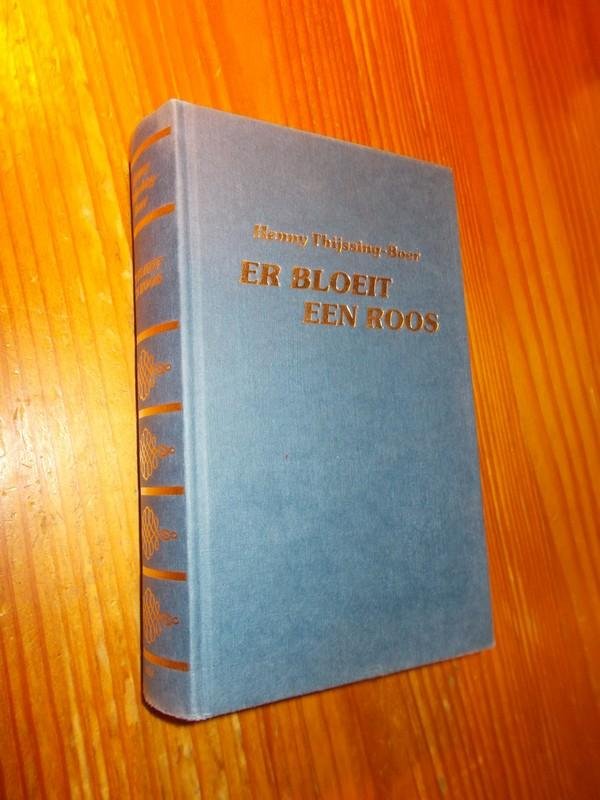 Henny Thijssing-Boer
ER BLOEIT
EEN ROOS